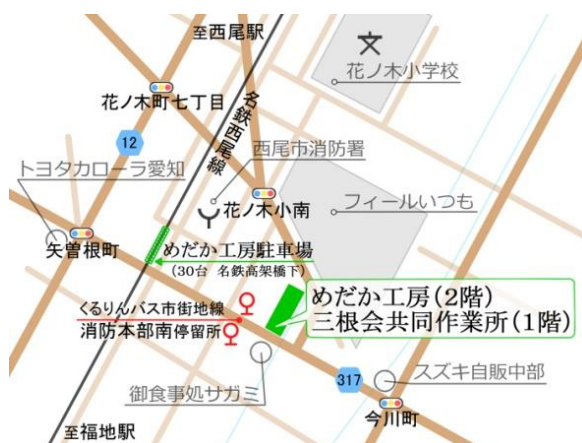 至西尾駅
花ノ木小学校
花ノ木町七丁目
名鉄西尾線
12
西尾市消防署
トヨタカローラ愛知
花ノ木小南
フィールいつも
矢曽根町
めだか工房駐車場
(30台 名鉄高架橋下)
めだか工房(2階)
三根会共同作業所(1階)
くるりんバス市街地線
消防本部南停留所
317
スズキ自販中部
御食事処サガミ
今川町
至福地駅